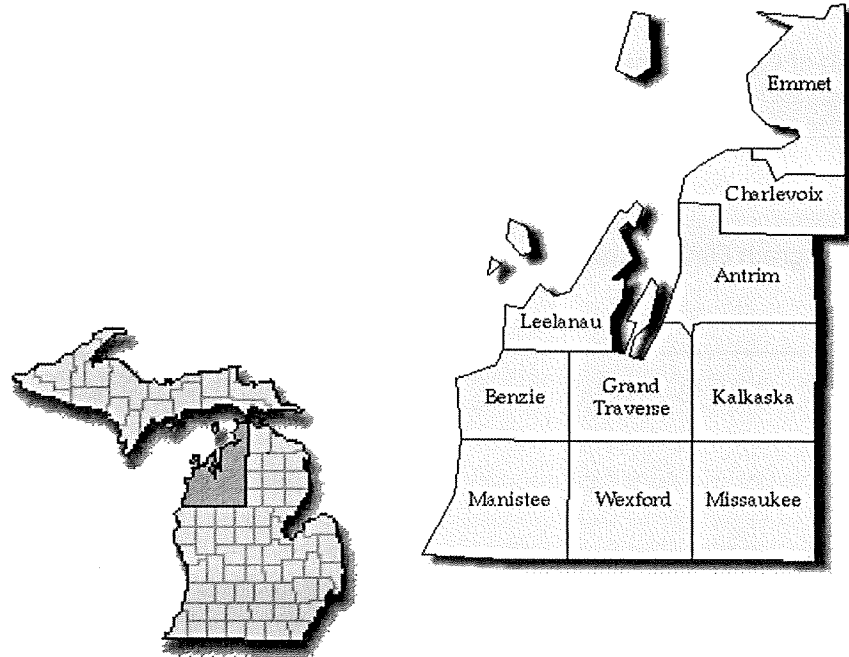 Emmet
Charlevoix
Antrim
Leelanau
Benzie
Grand
Traverse
Kalkaska
Manistee
Wexford
Missaukee